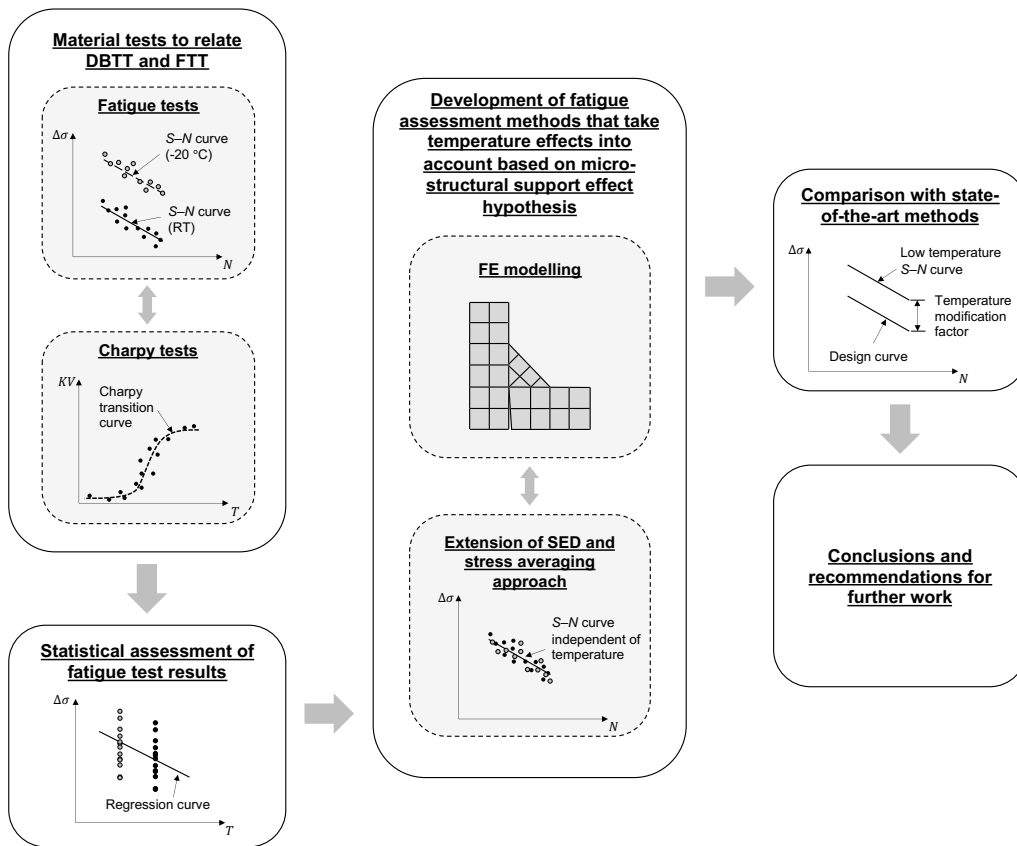 Material tests to relate
DBTT and FTT
Fatigue tests
Δσ
S–N curve
(-20 °C)
S–N curve
(RT)
N
Charpy tests
KV
Charpy
transition
curve
T
Statistical assessment of
fatigue test results
Δσ
Regression curve
T
Development of fatigue
assessment methods that take
temperature effects into
account based on micro-
structural support effect
hypothesis
FE modelling
Extension of SED and
stress averaging
approach
Δσ
S–N curve
independent of
temperature
N
Comparison with state-
of-the-art methods
Δσ
Low temperature
S–N curve
Temperature
modification
factor
Design curve
N
Conclusions and
recommendations for
further work